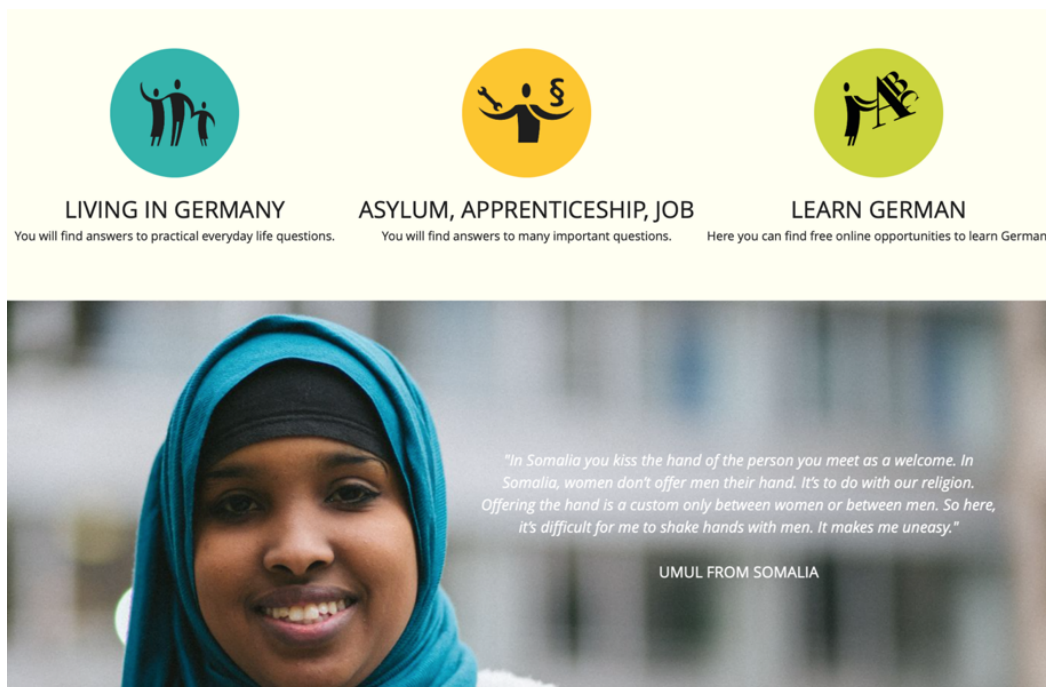 LIVING IN GERMANY
You will find answers to practical everyday life questions.
ASYLUM, APPRENTICESHIP, JOB
You will find answers to many important questions.
LEARN GERMAN
Here you can find free online opportunities to learn German
§
ABC
"In Somalia you kiss the hand of the person you meet as a welcome. In
Somalia, women don't offer men their hand. It's to do with our religion.
Offering the hand is a custom only between women or between men. So here,
it's difficult for me to shake hands with men. It makes me uneasy."
UMUL FROM SOMALIA